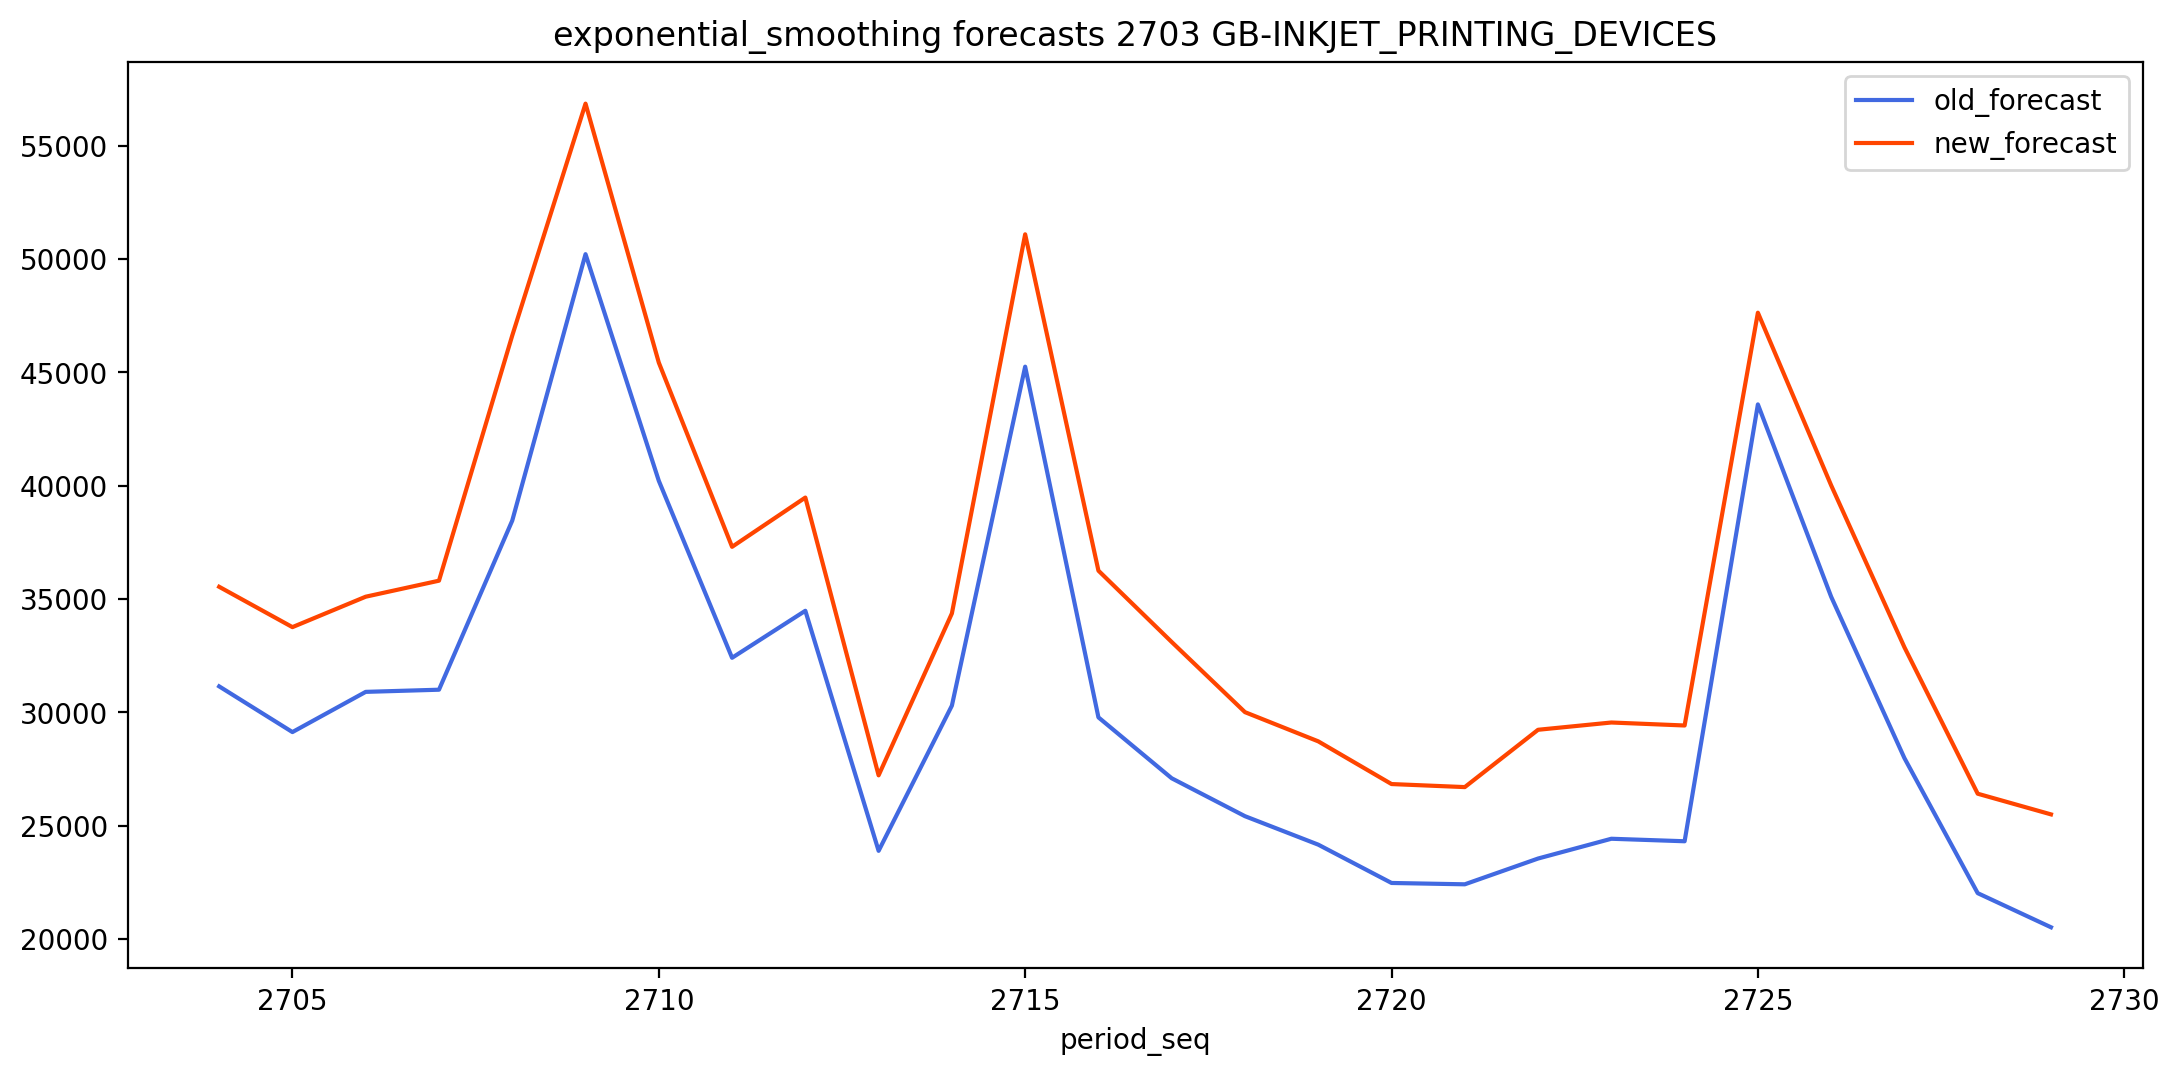 exponential_smoothing forecasts 2703 GB-INKJET_PRINTING_DEVICES
old_forecast
new_forecast
55000
50000
45000
40000
35000
30000
25000
20000
2705 2710 2715 2720 2725 2730
period_seq